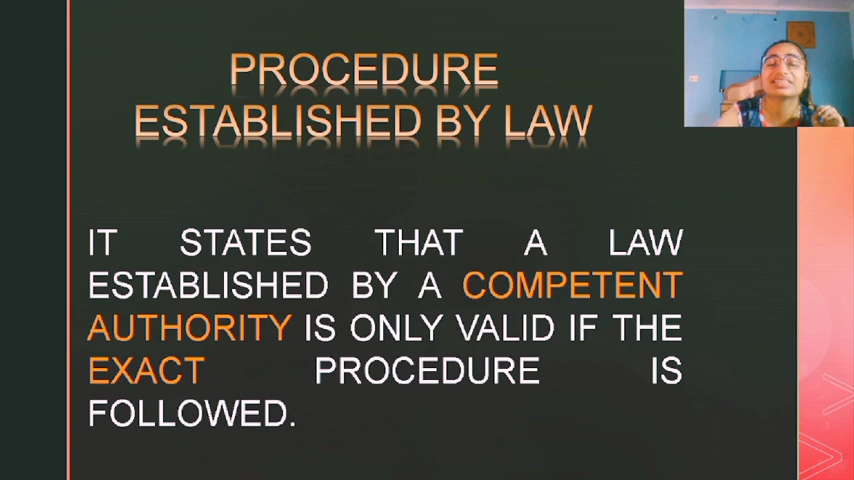 PROCEDURE
ESTABLISHED BY LAW
IT STATES THAT A LAW
ESTABLISHED BY A COMPETENT
AUTHORITY IS ONLY VALID IF THE
EXACT PROCEDURE IS
FOLLOWED.